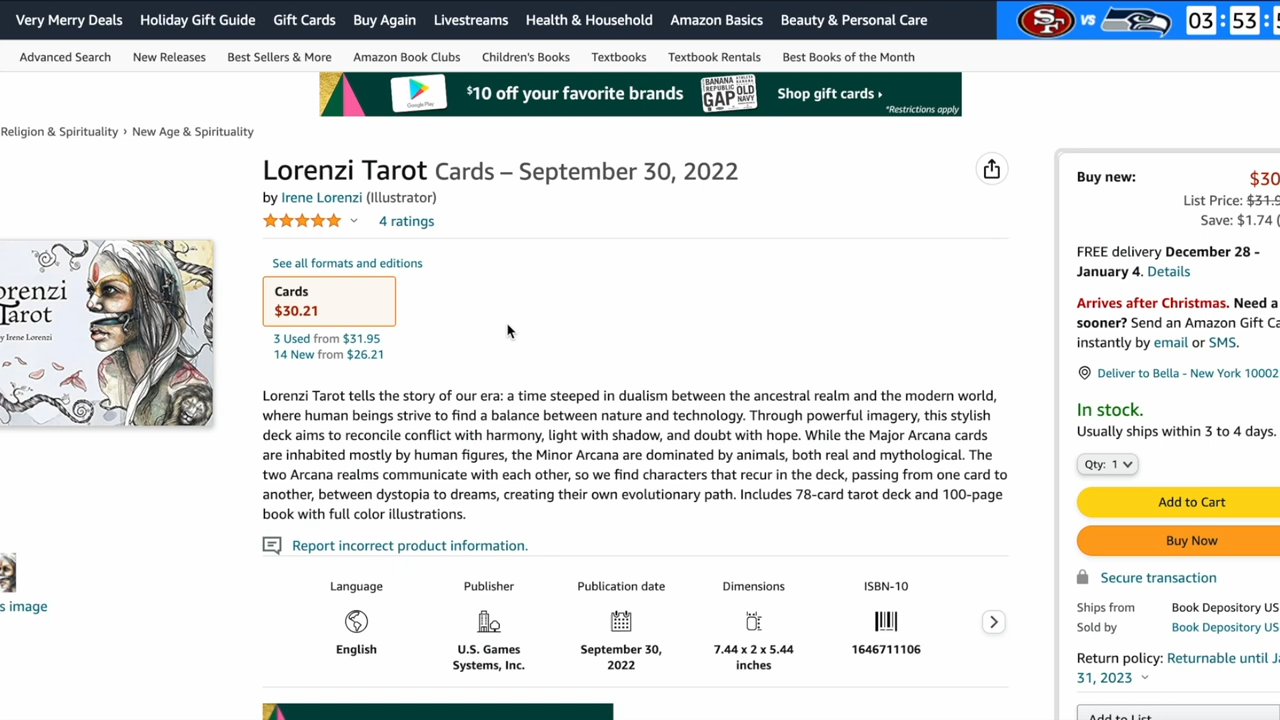 Very Merry Deals Holiday Gift Guide Gift Cards Buy Again Livestreams Health & Household Amazon Basics Beauty & Personal Care
VS 03 : 53 :
Advanced Search New Releases Best Sellers & More Amazon Book Clubs Children's Books Textbooks Textbook Rentals Best Books of the Month
Google Play
$10 off your favorite brands
BANANA REPUBLIC GAP OLD NAVY
Shop gift cards ›
*Restrictions apply
Religion & Spirituality › New Age & Spirituality
Lorenzi Tarot Cards – September 30, 2022
by Irene Lorenzi (Illustrator)
4 ratings
See all formats and editions
Cards
$30.21
3 Used from $31.95
14 New from $26.21
orenzi
Tarot
by Irene Lorenzi
Lorenzi Tarot tells the story of our era: a time steeped in dualism between the ancestral realm and the modern world,
where human beings strive to find a balance between nature and technology. Through powerful imagery, this stylish
deck aims to reconcile conflict with harmony, light with shadow, and doubt with hope. While the Major Arcana cards
are inhabited mostly by human figures, the Minor Arcana are dominated by animals, both real and mythological. The
two Arcana realms communicate with each other, so we find characters that recur in the deck, passing from one card to
another, between dystopia to dreams, creating their own evolutionary path. Includes 78-card tarot deck and 100-page
book with full color illustrations.
Report incorrect product information.
s image
Language Publisher Publication date Dimensions ISBN-10
English U.S. Games September 30, 7.44 x 2 x 5.44 1646711106
Systems, Inc. 2022 inches
Buy new: $30
List Price: $31.9
Save: $1.74 (
FREE delivery December 28 -
January 4. Details
Arrives after Christmas. Need a
sooner? Send an Amazon Gift Ca
instantly by email or SMS.
Deliver to Bella - New York 10002
In stock.
Usually ships within 3 to 4 days.
Qty: 1
Add to Cart
Buy Now
Secure transaction
Ships from Book Depository US
Sold by Book Depository US
Return policy: Returnable until Ja
31, 2023
Add to List